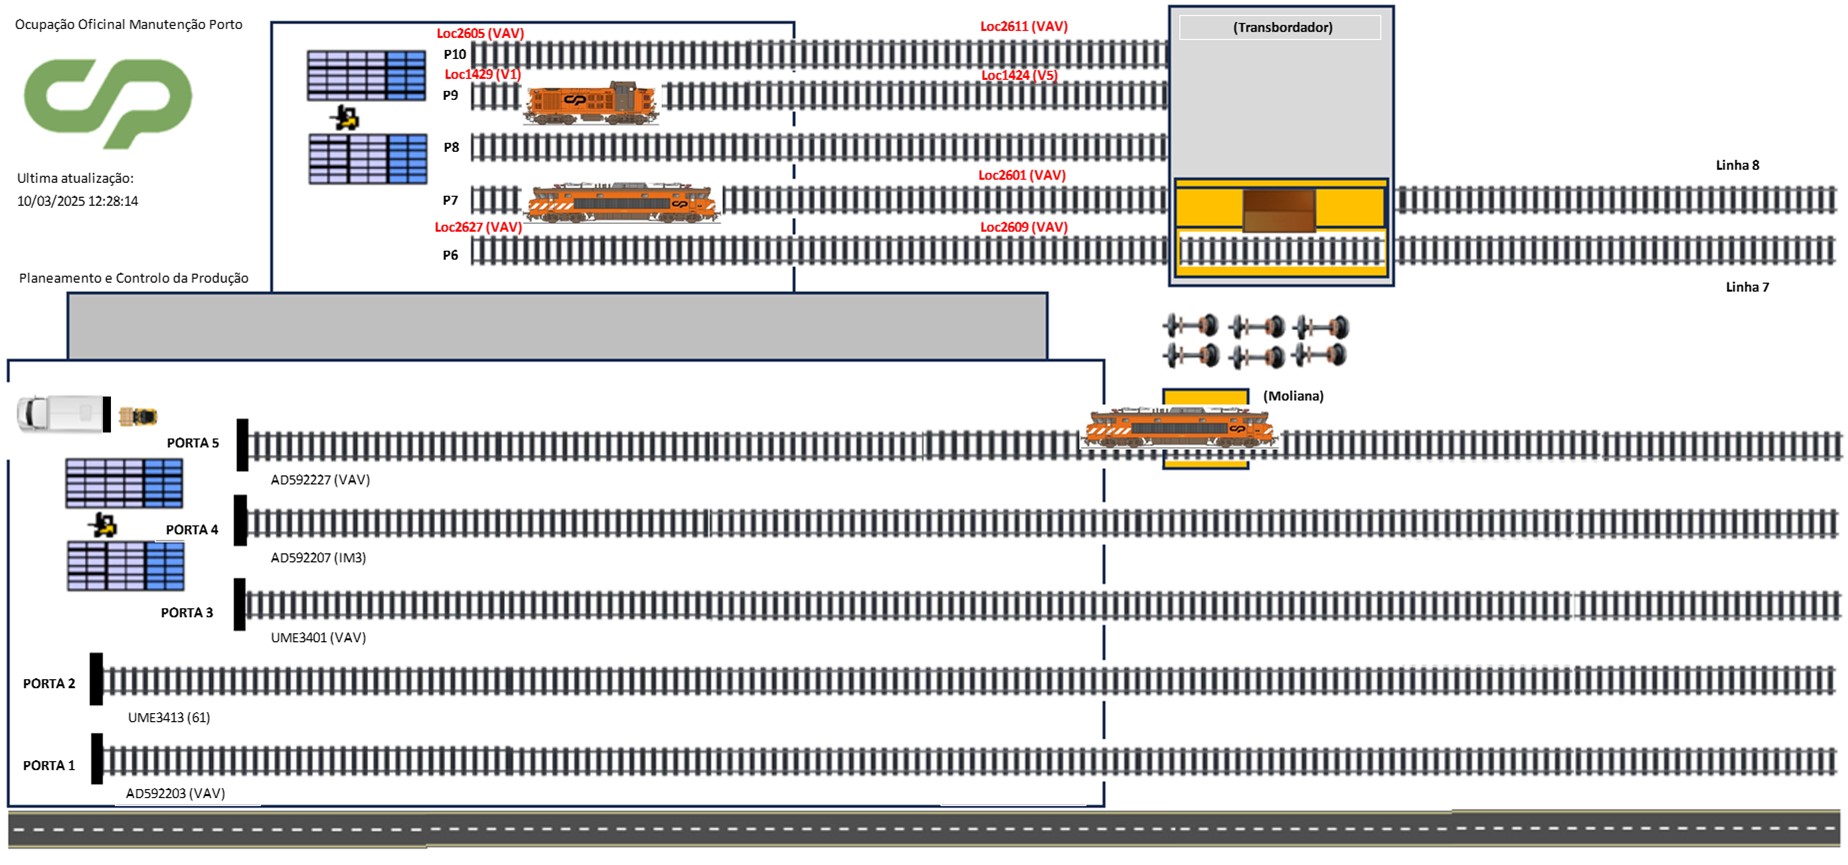 Ocupação Oficinal Manutenção Porto
CP
Ultima atualização:
10/03/2025 12:28:14
Planeamento e Controlo da Produção
Loc2605 (VAV)
Loc2611 (VAV)
P10
Loc1429 (V1)
Loc1424 (V5)
P9
P8
Loc2601 (VAV)
P7
Loc2627 (VAV)
Loc2609 (VAV)
P6
(Transbordador)
Linha 8
Linha 7
(Moliana)
PORTA 5
AD592227 (VAV)
PORTA 4
AD592207 (IM3)
PORTA 3
UME3401 (VAV)
PORTA 2
UME3413 (61)
PORTA 1
AD592203 (VAV)